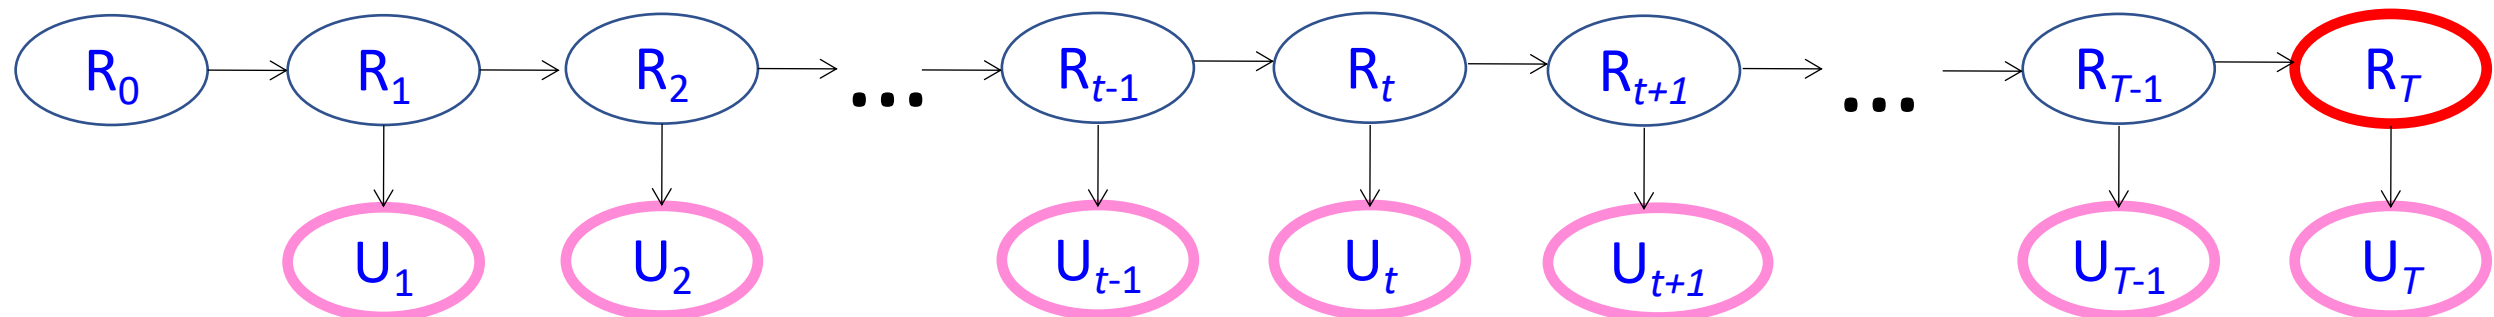 R0 R1 R2 ... Rt-1 Rt Rt+1 ... RT-1 RT
U1 U2 Ut-1 Ut Ut+1 UT-1 UT